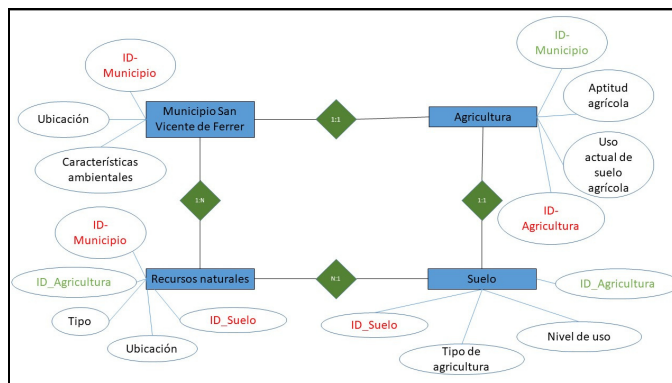 ID-
Municipio
Ubicación
Características
ambientales
Municipio San
Vicente de Ferrer
1:1
Agricultura
ID-
Municipio
Aptitud
agrícola
Uso
actual de
suelo
agrícola
ID-
Agricultura
1:N
1:1
ID-
Municipio
ID_Agricultura
Tipo
Ubicación
ID_Suelo
Recursos naturales
N:1
Suelo
ID_Agricultura
ID_Suelo
Tipo de
agricultura
Nivel de uso